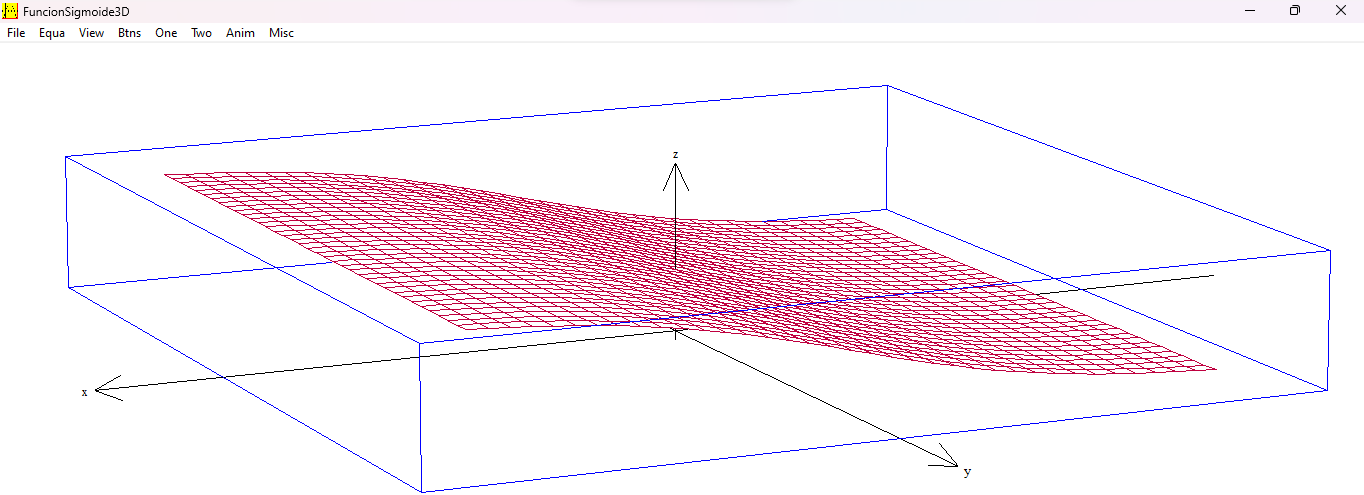 FuncionSigmoide3D
File Equa View Btns One Two Anim Misc
z
x
y